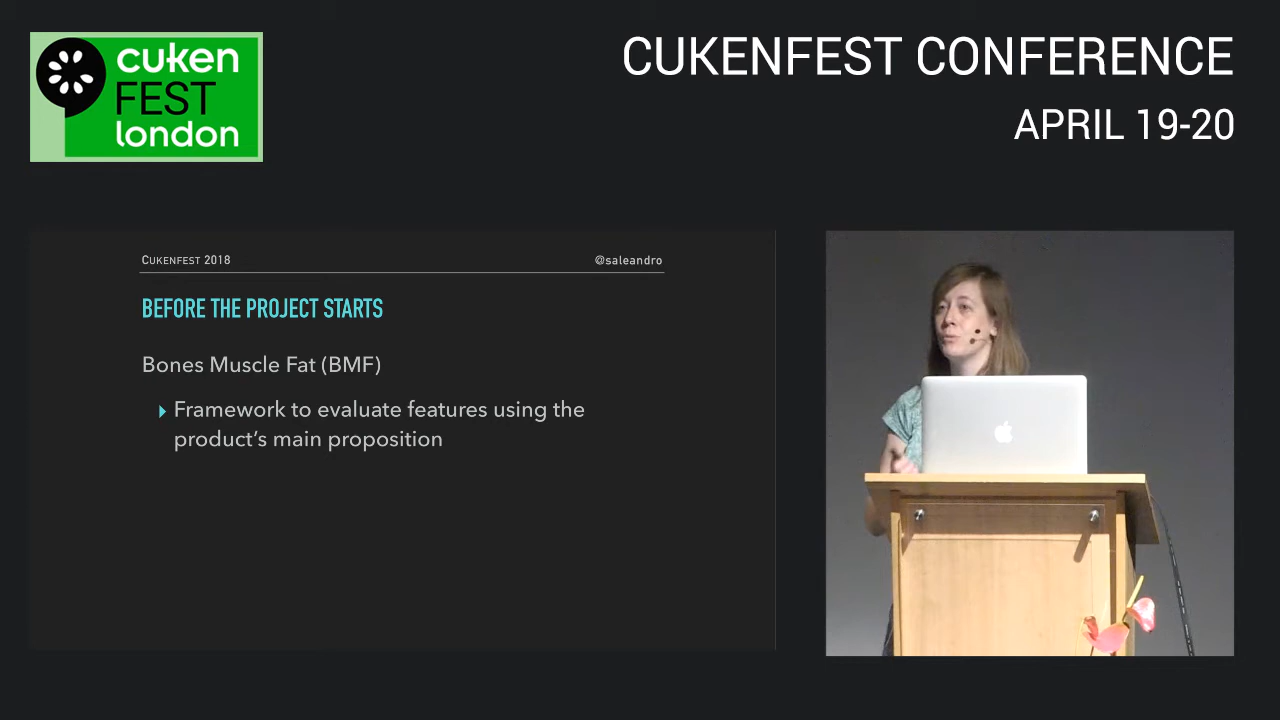 cuken
FEST
london
CUKENFEST CONFERENCE
APRIL 19-20
CUKENFEST 2018
@saleandro
BEFORE THE PROJECT STARTS
Bones Muscle Fat (BMF)
Framework to evaluate features using the
product's main proposition